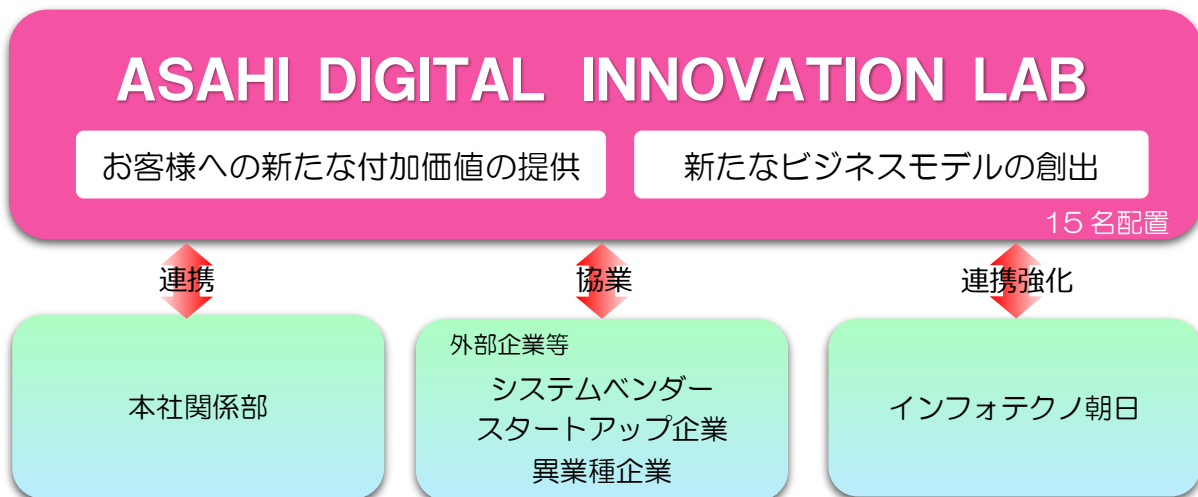 ASAHI DIGITAL INNOVATION LAB
お客様への新たな付加価値の提供
新たなビジネスモデルの創出
15名配置
連携
協業
連携強化
本社関係部
外部企業等
システムベンダー
スタートアップ企業
異業種企業
インフォテクノ朝日